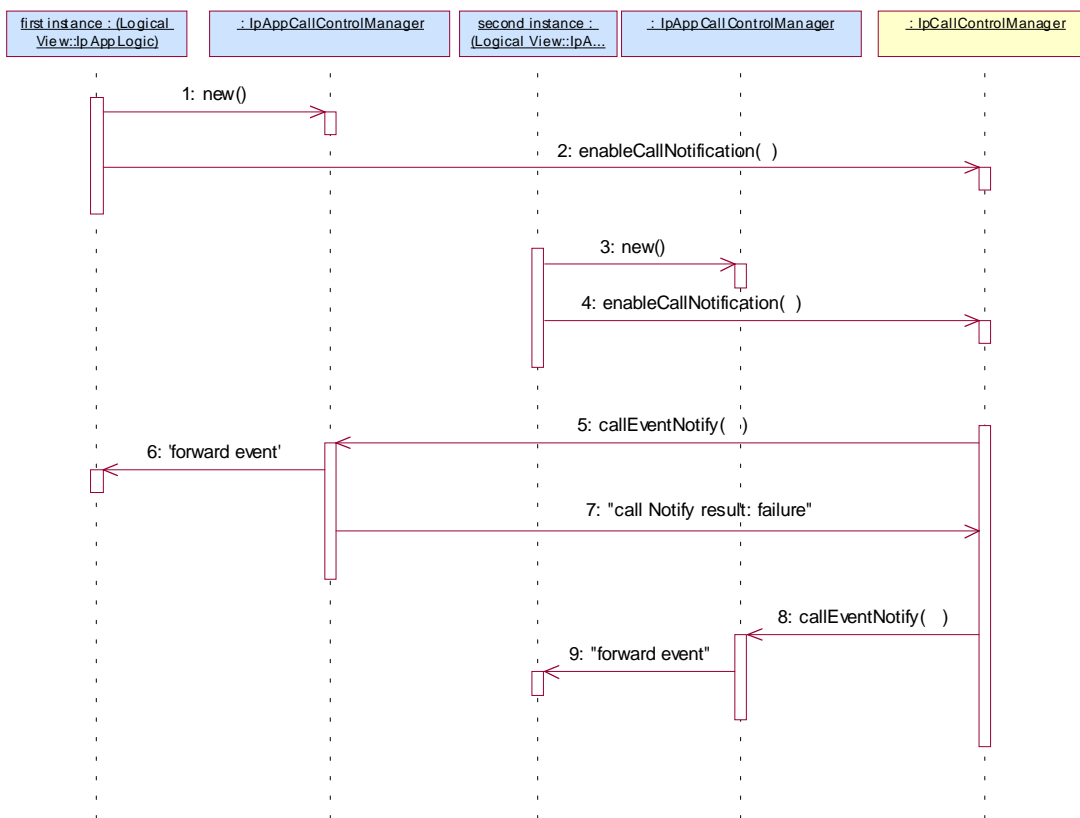 first instance : (Logical
View::IpAppLogic)
: IpAppCallControlManager
second instance :
(Logical View::IpA...
: IpAppCallControlManager
: IpCallControlManager
1: new()
2: enableCallNotification( )
3: new()
4: enableCallNotification( )
5: callEventNotify( )
6: 'forward event'
7: "call Notify result: failure"
8: callEventNotify( )
9: "forward event"